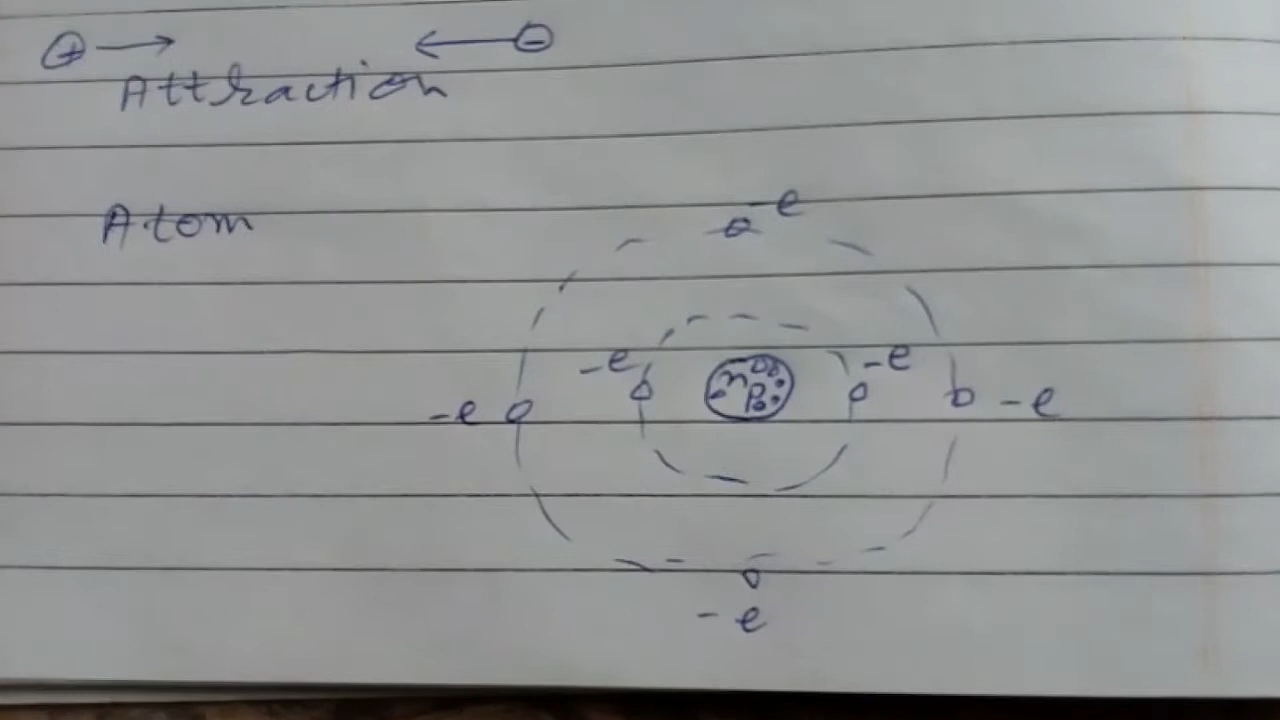 ⊕ → ← ⊖
Attraction
Atom
-e
-e
-e
n
p
-e
-e
-e